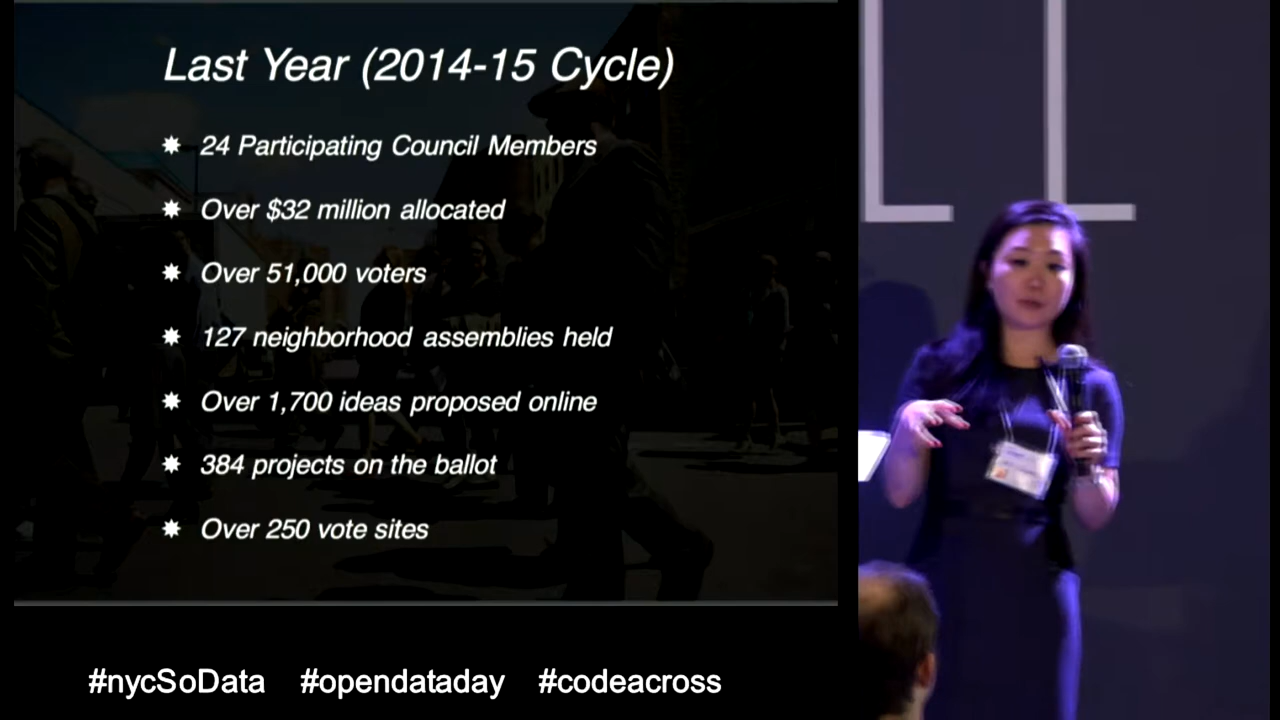 Last Year (2014-15 Cycle)
24 Participating Council Members
Over $32 million allocated
Over 51,000 voters
127 neighborhood assemblies held
Over 1,700 ideas proposed online
384 projects on the ballot
Over 250 vote sites
#nycSoData #opendataday #codeacross